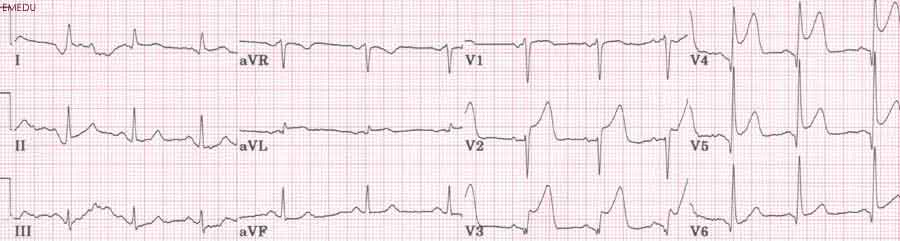 EMEDU
I aVR V1 V4
II aVL V2 V5
III aVF V3 V6